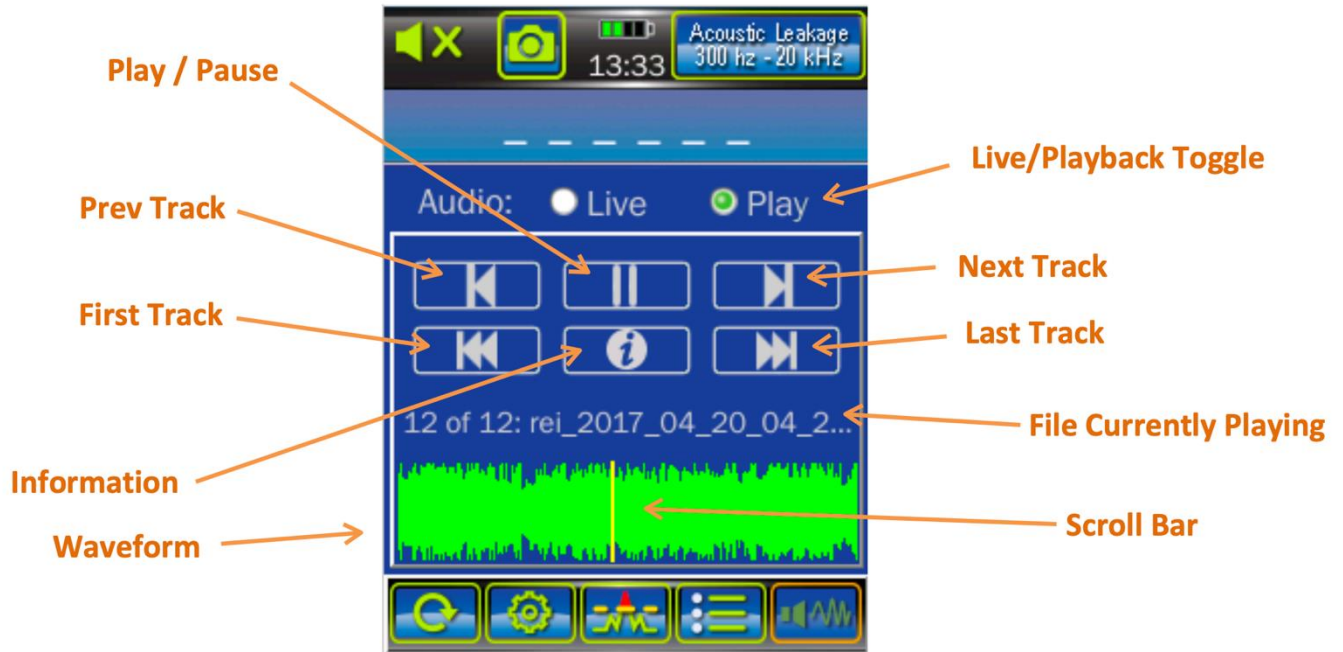 Acoustic Leakage
13:33 300 hz - 20 kHz
Play / Pause
- - - - - -
Live/Playback Toggle
Audio: Live Play
Prev Track
Next Track
First Track
Last Track
12 of 12: rei_2017_04_20_04_2...
File Currently Playing
Information
Scroll Bar
Waveform